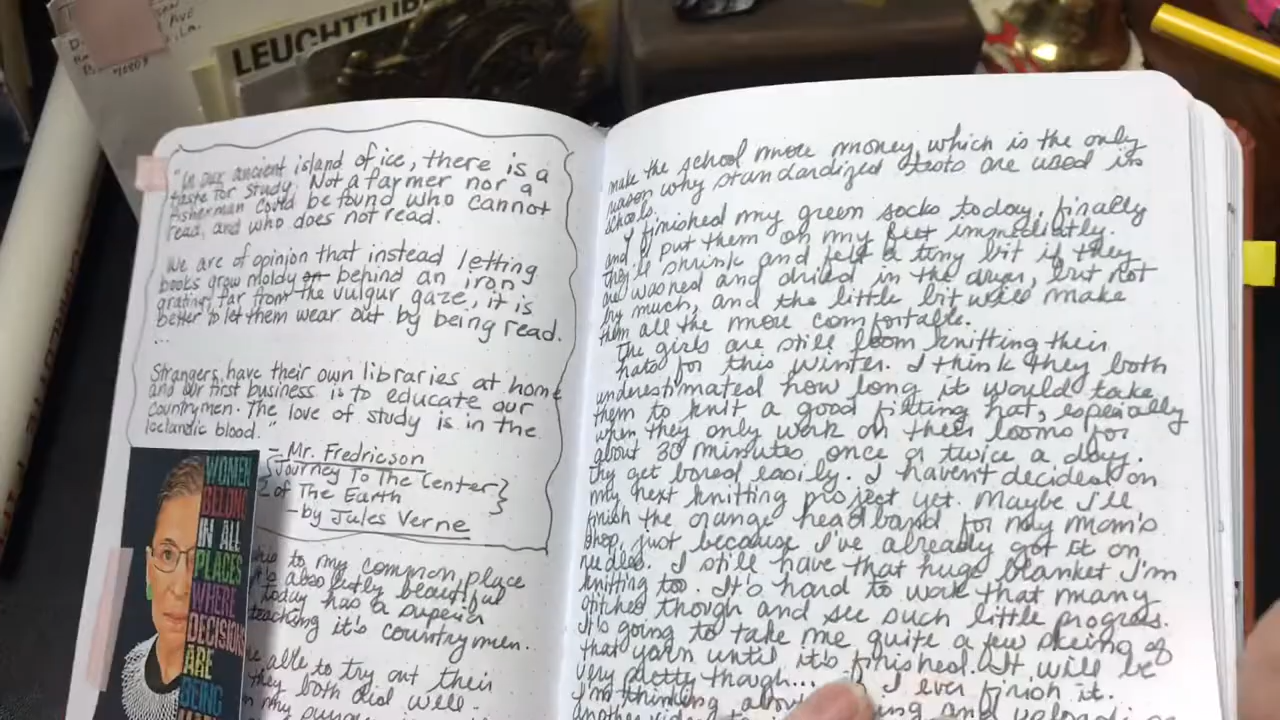 LEUCHTTU
"In our ancient island of ice, there is a
taste for study. Not a farmer nor a
fisherman could be found who cannot
read, and who does not read.
We are of opinion that instead letting
books grow moldy on behind an iron
grating, far from the vulgur gaze, it is
better to let them wear out by being read.
...
Strangers have their own libraries at home
and our first business is to educate our
countrymen. The love of study is in the
Icelandic blood."
- Mr. Fredricson
Journey To The Center
of The Earth
- by Jules Verne
WOMEN
BELONG
IN ALL
PLACES
WHERE
DECISIONS
ARE
BEING
to my common place
absolutely beautiful
today has a superior
teaching it's countrymen.
able to try out their
they both did well.
make the school more money, which is the only
reason why standardized tests are used in
schools.
I finished my green socks today, finally
and I put them on my feet immediately.
They'll shrink and felt a tiny bit if they
are washed and dried in the dryer, but not
by much, and the little bit will make
them all the more comfortable.
The girls are still loom knitting their
hats for this winter. I think they both
underestimated how long it would take
them to knit a good fitting hat, especially
when they only work on their looms for
about 30 minutes once or twice a day.
They get bored easily. I haven't decided on
my next knitting project yet. Maybe I'll
finish the orange headband for my mom's
shop, just because I've already got it on
needles. I still have that huge blanket I'm
knitting too. It's hard to work that many
stitches though and see such little progress.
It's going to take me quite a few skeins of
that yarn until it's finished. It will be
very pretty though... if I ever finish it.
I'm thinking about and
another video